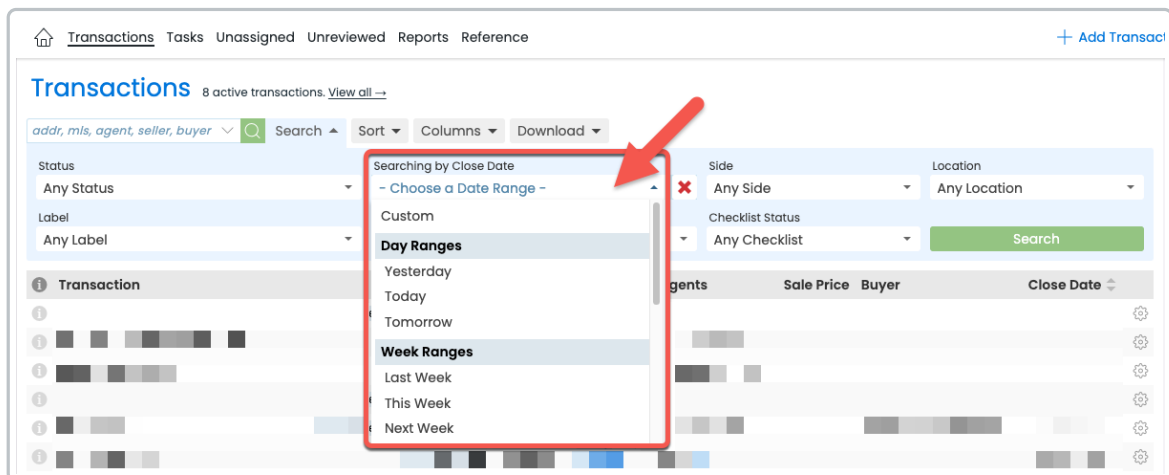 Transactions Tasks Unassigned Unreviewed Reports Reference
+ Add Transact
Transactions 8 active transactions. View all →
addr, mls, agent, seller, buyer Search Sort Columns Download
Status Searching by Close Date Side Location
Any Status - Choose a Date Range - Any Side Any Location
Label Checklist Status
Any Label Custom Any Checklist Search
Day Ranges
Yesterday
Today
Tomorrow
Week Ranges
Last Week
This Week
Next Week
Transaction gents Sale Price Buyer Close Date